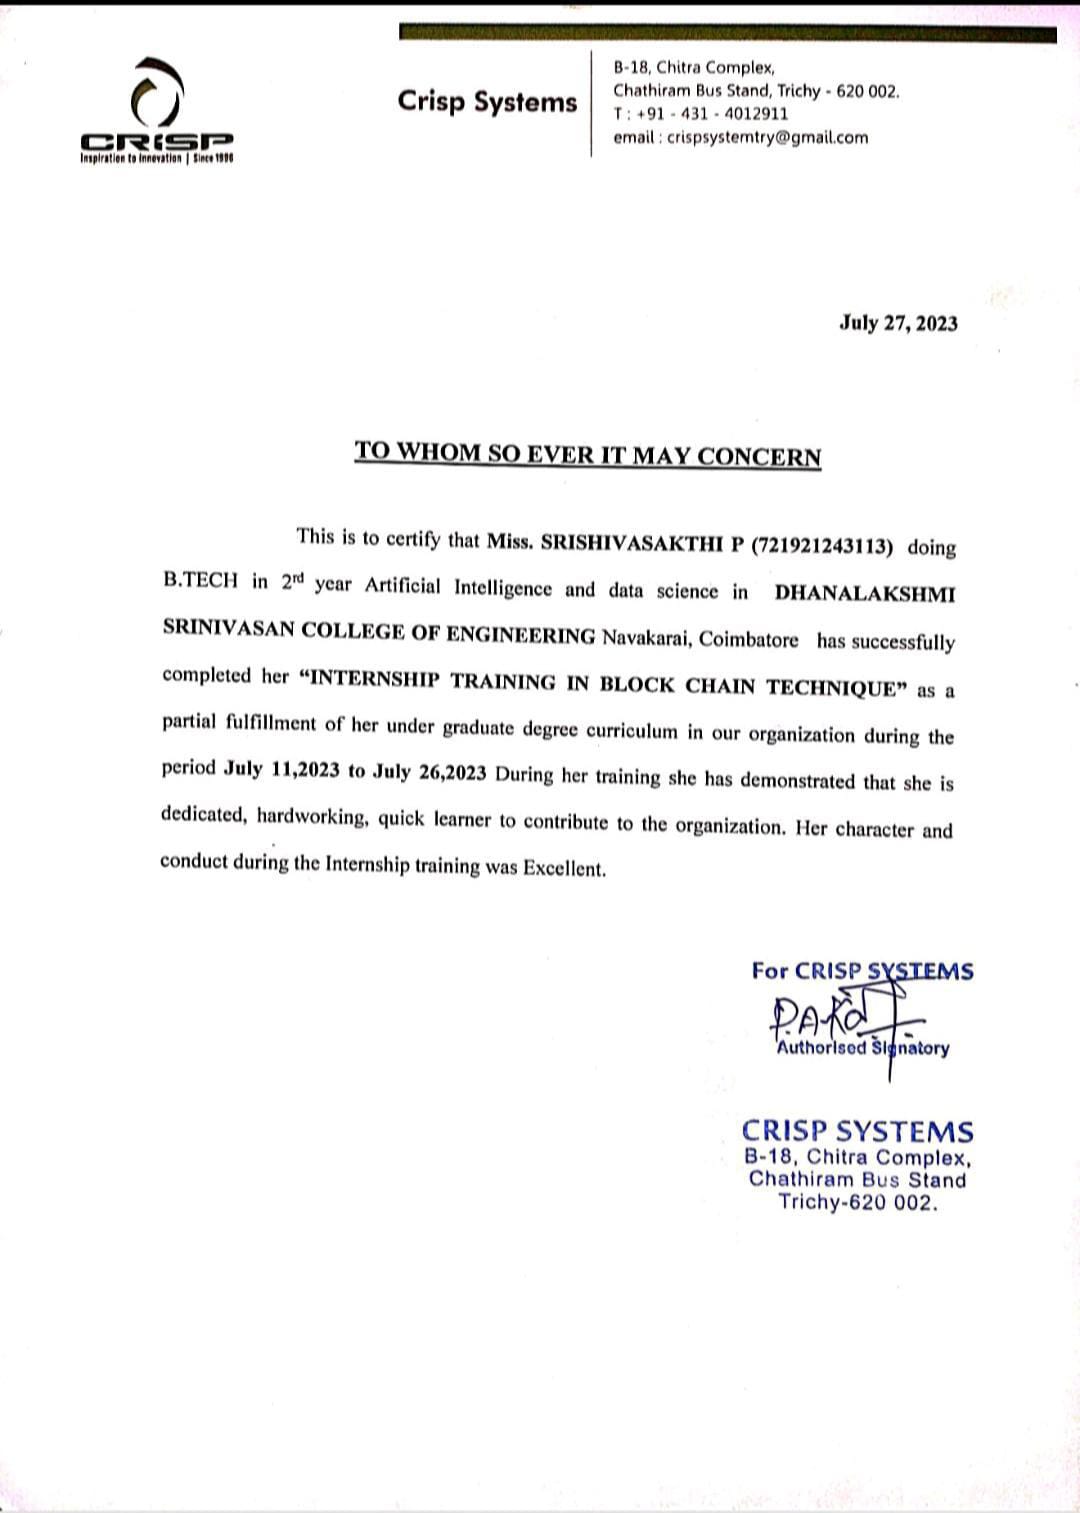 CRISP
Inspiration to Innovation | Since 1996
Crisp Systems
B-18, Chitra Complex,
Chathiram Bus Stand, Trichy - 620 002.
T : +91 - 431 - 4012911
email : crispsystemtry@gmail.com
July 27, 2023
TO WHOM SO EVER IT MAY CONCERN
This is to certify that Miss. SRISHIVASAKTHI P (721921243113) doing
B.TECH in 2rd year Artificial Intelligence and data science in DHANALAKSHMI
SRINIVASAN COLLEGE OF ENGINEERING Navakarai, Coimbatore has successfully
completed her “INTERNSHIP TRAINING IN BLOCK CHAIN TECHNIQUE” as a
partial fulfillment of her under graduate degree curriculum in our organization during the
period July 11,2023 to July 26,2023 During her training she has demonstrated that she is
dedicated, hardworking, quick learner to contribute to the organization. Her character and
conduct during the Internship training was Excellent.
For CRISP SYSTEMS
Authorised Signatory
CRISP SYSTEMS
B-18, Chitra Complex,
Chathiram Bus Stand
Trichy-620 002.